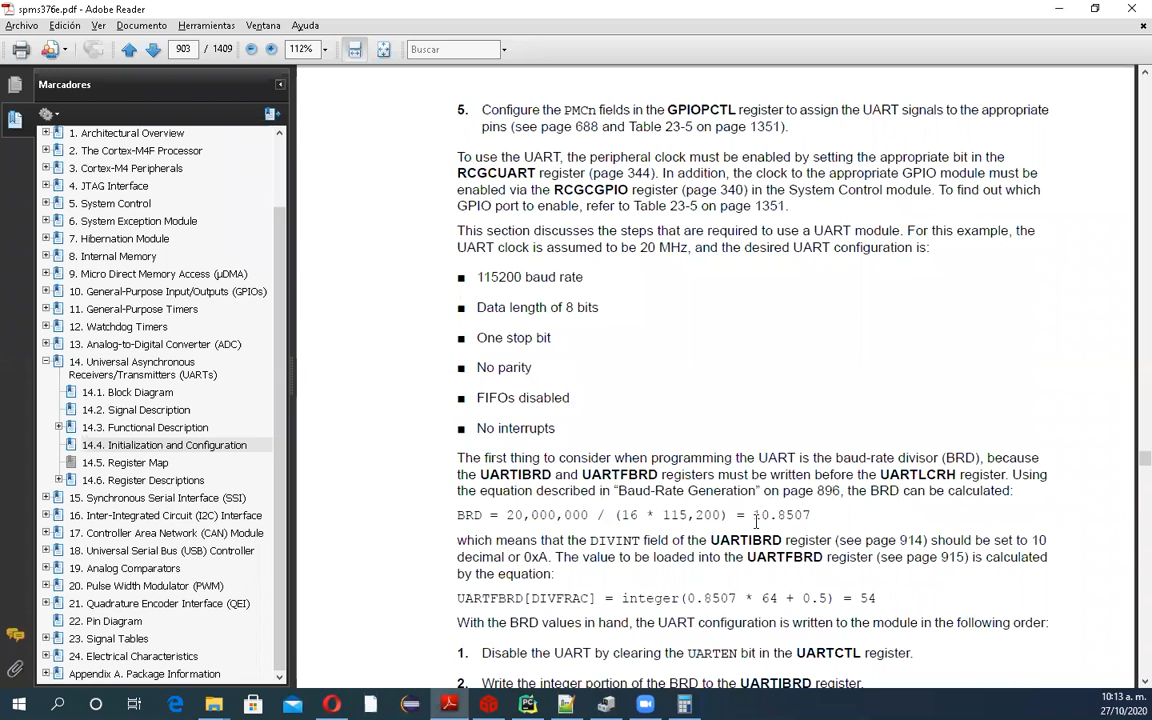 spms376e.pdf - Adobe Reader
Archivo Edición Ver Documento Herramientas Ventana Ayuda
903 / 1409 112% Buscar
Marcadores
1. Architectural Overview
2. The Cortex-M4F Processor
3. Cortex-M4 Peripherals
4. JTAG Interface
5. System Control
6. System Exception Module
7. Hibernation Module
8. Internal Memory
9. Micro Direct Memory Access (µDMA)
10. General-Purpose Input/Outputs (GPIOs)
11. General-Purpose Timers
12. Watchdog Timers
13. Analog-to-Digital Converter (ADC)
14. Universal Asynchronous
Receivers/Transmitters (UARTs)
14.1. Block Diagram
14.2. Signal Description
14.3. Functional Description
14.4. Initialization and Configuration
14.5. Register Map
14.6. Register Descriptions
15. Synchronous Serial Interface (SSI)
16. Inter-Integrated Circuit (I2C) Interface
17. Controller Area Network (CAN) Module
18. Universal Serial Bus (USB) Controller
19. Analog Comparators
20. Pulse Width Modulator (PWM)
21. Quadrature Encoder Interface (QEI)
22. Pin Diagram
23. Signal Tables
24. Electrical Characteristics
Appendix A. Package Information
5. Configure the PMCn fields in the GPIOPCTL register to assign the UART signals to the appropriate
pins (see page 688 and Table 23-5 on page 1351).
To use the UART, the peripheral clock must be enabled by setting the appropriate bit in the
RCGCUART register (page 344). In addition, the clock to the appropriate GPIO module must be
enabled via the RCGCGPIO register (page 340) in the System Control module. To find out which
GPIO port to enable, refer to Table 23-5 on page 1351.
This section discusses the steps that are required to use a UART module. For this example, the
UART clock is assumed to be 20 MHz, and the desired UART configuration is:
■ 115200 baud rate
■ Data length of 8 bits
■ One stop bit
■ No parity
■ FIFOs disabled
■ No interrupts
The first thing to consider when programming the UART is the baud-rate divisor (BRD), because
the UARTIBRD and UARTFBRD registers must be written before the UARTLCRH register. Using
the equation described in “Baud-Rate Generation” on page 896, the BRD can be calculated:
BRD = 20,000,000 / (16 * 115,200) = 10.8507
which means that the DIVINT field of the UARTIBRD register (see page 914) should be set to 10
decimal or 0xA. The value to be loaded into the UARTFBRD register (see page 915) is calculated
by the equation:
UARTFBRD[DIVFRAC] = integer(0.8507 * 64 + 0.5) = 54
With the BRD values in hand, the UART configuration is written to the module in the following order:
1. Disable the UART by clearing the UARTEN bit in the UARTCTL register.
2. Write the integer portion of the BRD to the UARTIBRD register.
10:13 a. m.
27/10/2020